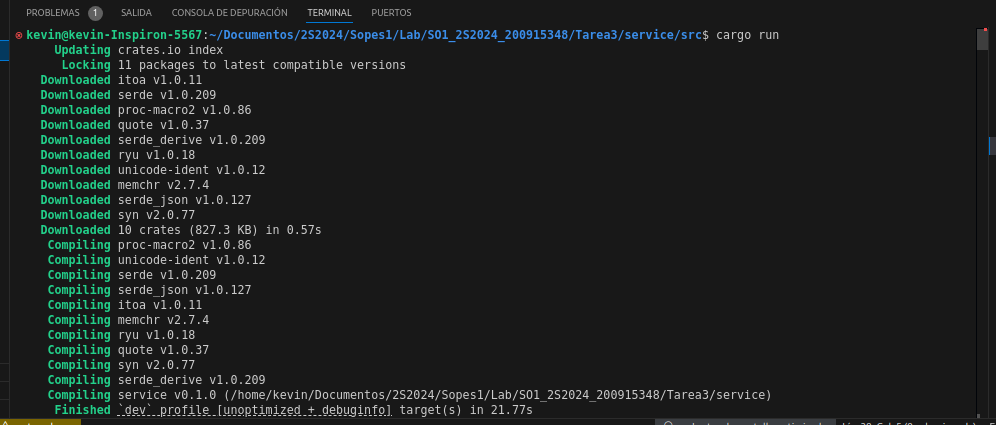 PROBLEMAS 1 SALIDA CONSOLA DE DEPURACIÓN TERMINAL PUERTOS
kevin@kevin-Inspiron-5567:~/Documentos/2S2024/Sopes1/Lab/SO1_2S2024_200915348/Tarea3/service/src$ cargo run
Updating crates.io index
Locking 11 packages to latest compatible versions
Downloaded itoa v1.0.11
Downloaded serde v1.0.209
Downloaded proc-macro2 v1.0.86
Downloaded quote v1.0.37
Downloaded serde_derive v1.0.209
Downloaded ryu v1.0.18
Downloaded unicode-ident v1.0.12
Downloaded memchr v2.7.4
Downloaded serde_json v1.0.127
Downloaded syn v2.0.77
Downloaded 10 crates (827.3 KB) in 0.57s
Compiling proc-macro2 v1.0.86
Compiling unicode-ident v1.0.12
Compiling serde v1.0.209
Compiling serde_json v1.0.127
Compiling itoa v1.0.11
Compiling memchr v2.7.4
Compiling ryu v1.0.18
Compiling quote v1.0.37
Compiling syn v2.0.77
Compiling serde_derive v1.0.209
Compiling service v0.1.0 (/home/kevin/Documentos/2S2024/Sopes1/Lab/SO1_2S2024_200915348/Tarea3/service)
Finished `dev` profile [unoptimized + debuginfo] target(s) in 21.77s